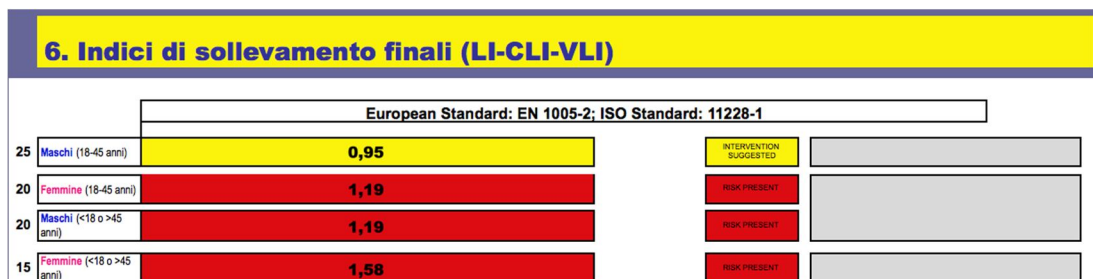 6. Indici di sollevamento finali (LI-CLI-VLI)
European Standard: EN 1005-2; ISO Standard: 11228-1
25 Maschi (18-45 anni) 0,95 INTERVENTION
SUGGESTED
20 Femmine (18-45 anni) 1,19 RISK PRESENT
20 Maschi (<18 o >45
anni) 1,19 RISK PRESENT
15 Femmine (<18 o >45
anni) 1,58 RISK PRESENT